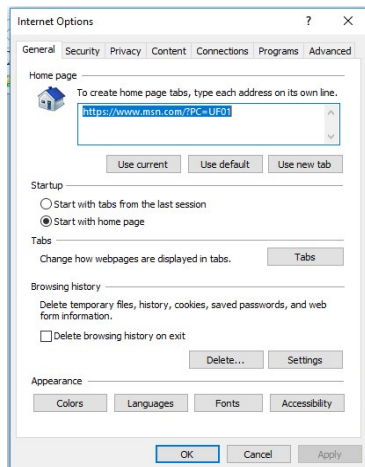 Internet Options
? X
General Security Privacy Content Connections Programs Advanced
Home page
To create home page tabs, type each address on its own line.
https://www.msn.com/?PC=UF01
Use current Use default Use new tab
Startup
Start with tabs from the last session
Start with home page
Tabs
Change how webpages are displayed in tabs. Tabs
Browsing history
Delete temporary files, history, cookies, saved passwords, and web
form information.
Delete browsing history on exit
Delete... Settings
Appearance
Colors Languages Fonts Accessibility
OK Cancel Apply